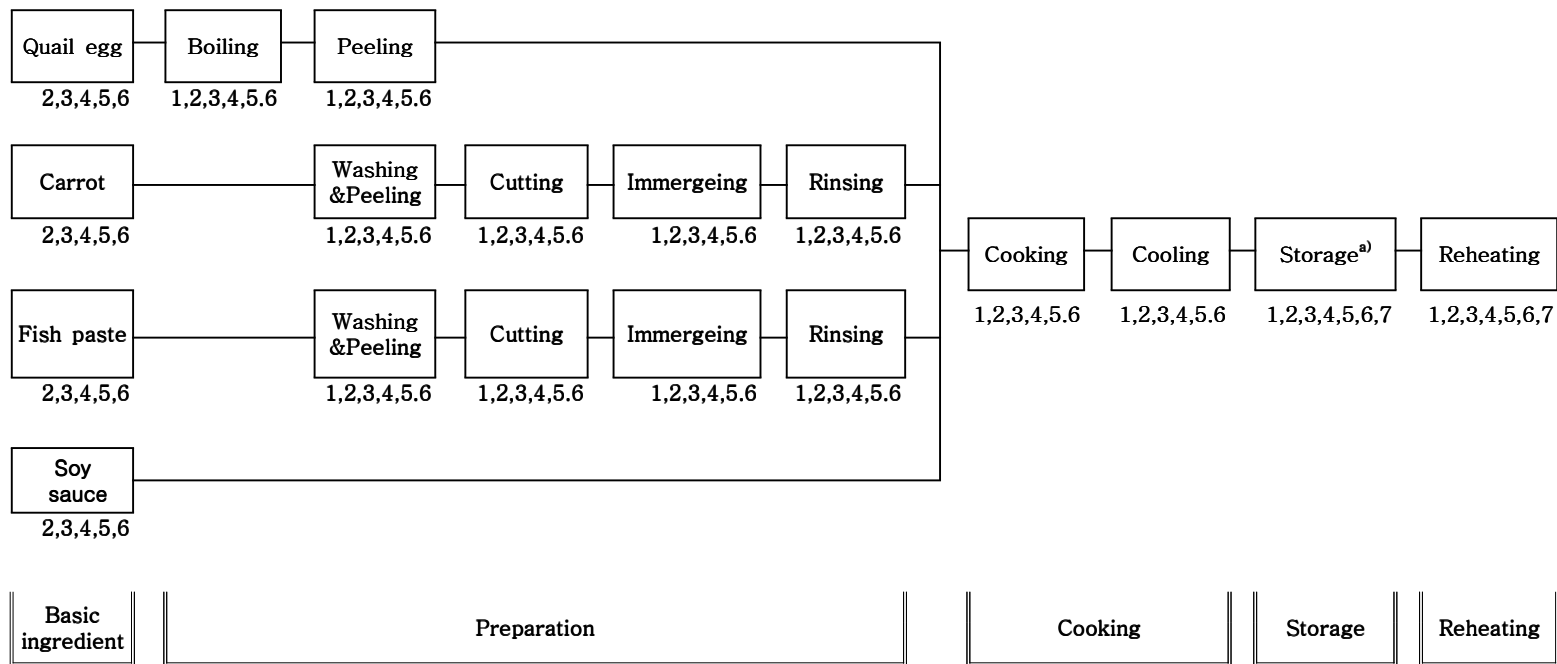 Quail egg
Boiling
Peeling
2,3,4,5,6
1,2,3,4,5.6
1,2,3,4,5.6
Carrot
Washing
&Peeling
Cutting
Immergeing
Rinsing
2,3,4,5,6
1,2,3,4,5.6
1,2,3,4,5.6
1,2,3,4,5.6
1,2,3,4,5.6
Cooking
Cooling
Storage a)
Reheating
1,2,3,4,5.6
1,2,3,4,5.6
1,2,3,4,5,6,7
1,2,3,4,5,6,7
Fish paste
Washing
&Peeling
Cutting
Immergeing
Rinsing
2,3,4,5,6
1,2,3,4,5.6
1,2,3,4,5.6
1,2,3,4,5.6
1,2,3,4,5.6
Soy
sauce
2,3,4,5,6
Basic
ingredient
Preparation
Cooking
Storage
Reheating